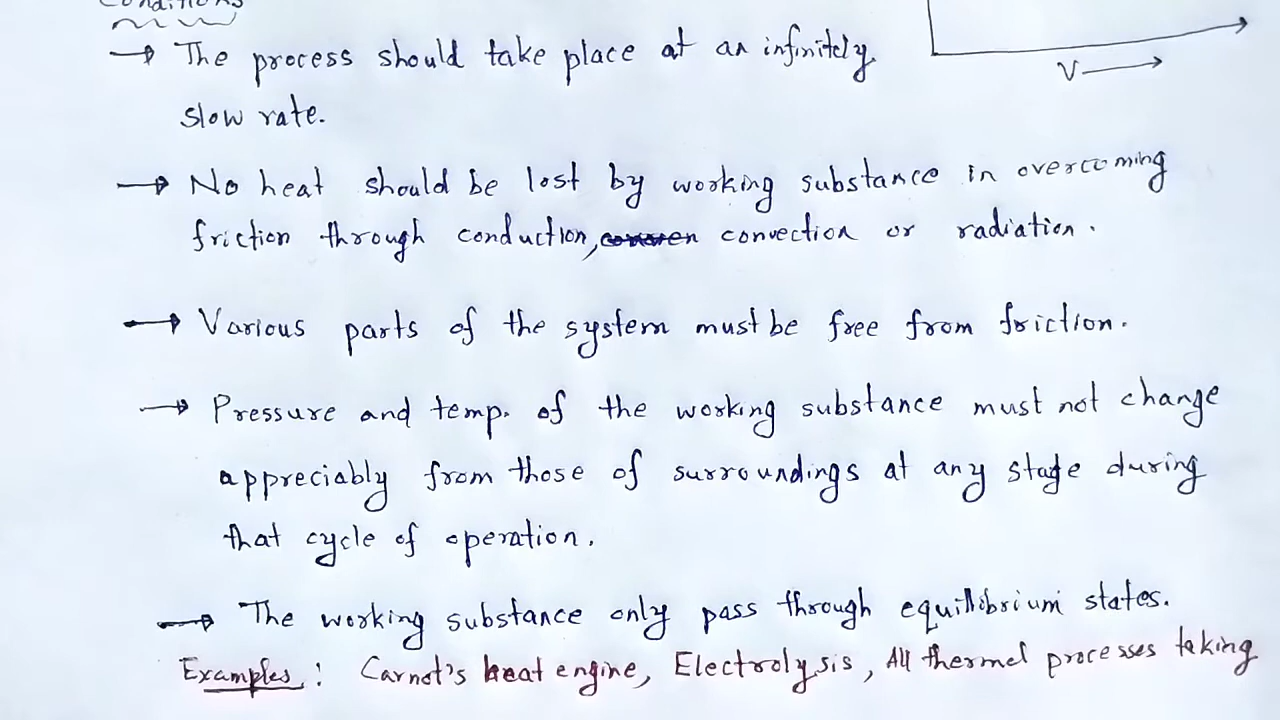 Conditions
→ The process should take place at an infinitely
V →
slow rate.
→ No heat should be lost by working substance in overcoming
friction through conduction, convection or radiation.
→ Various parts of the system must be free from friction.
→ Pressure and temp. of the working substance must not change
appreciably from those of surroundings at any stage during
that cycle of operation.
→ The working substance only pass through equillibrium states.
Examples : Carnot's heat engine, Electrolysis, All thermel processes taking